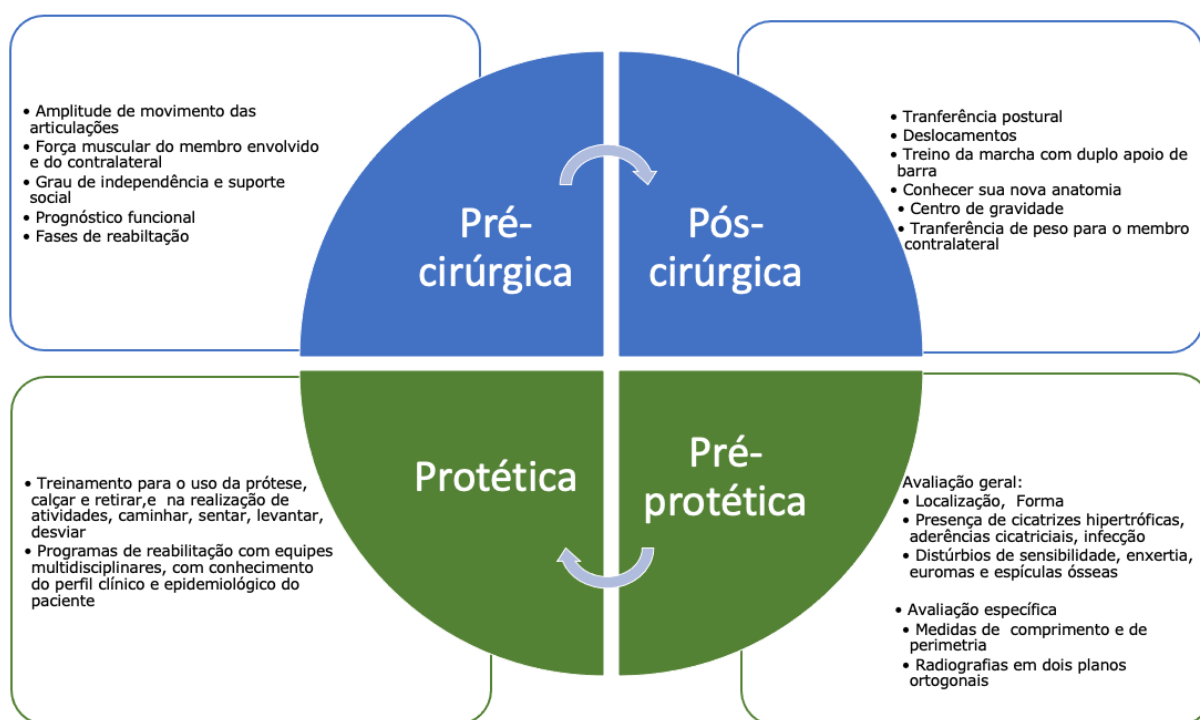 • Amplitude de movimento das
articulações
• Força muscular do membro envolvido
e do contralateral
• Grau de independência e suporte
social
• Prognóstico funcional
• Fases de reabiltação
Pré-
cirúrgica
Pós-
cirúrgica
• Tranferência postural
• Deslocamentos
• Treino da marcha com duplo apoio de
barra
• Conhecer sua nova anatomia
• Centro de gravidade
• Tranferência de peso para o membro
contralateral
• Treinamento para o uso da prótese,
calçar e retirar,e  na realização de
atividades, caminhar, sentar, levantar,
desviar
• Programas de reabilitação com equipes
multidisciplinares, com conhecimento
do perfil clínico e epidemiológico do
paciente
Protética
Pré-
protética
Avaliação geral:
• Localização,  Forma
• Presença de cicatrizes hipertróficas,
aderências cicatriciais, infecção
• Distúrbios de sensibilidade, enxertia,
euromas e espículas ósseas
• Avaliação específica
• Medidas de  comprimento e de
perimetria
• Radiografias em dois planos
ortogonais